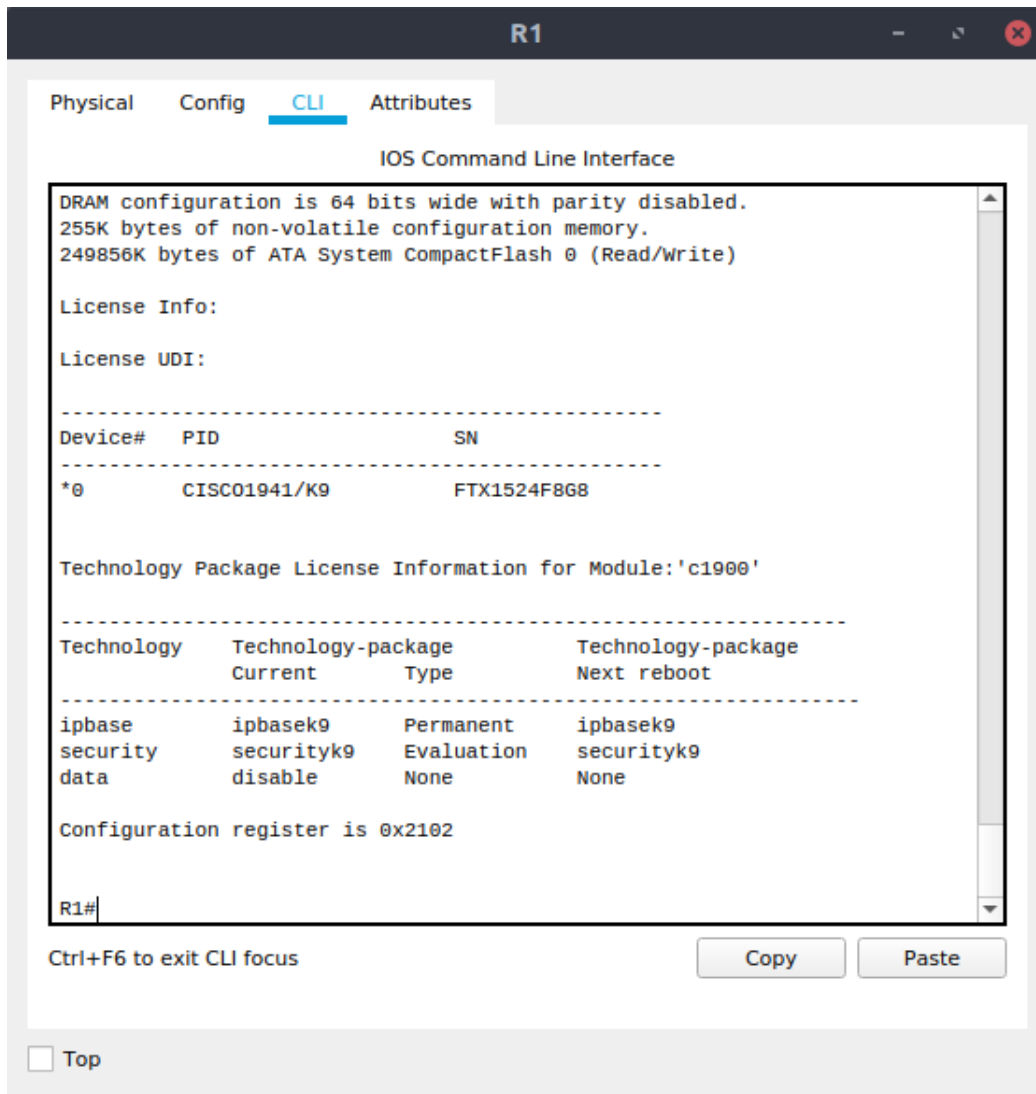 R1
Physical Config CLI Attributes
IOS Command Line Interface
DRAM configuration is 64 bits wide with parity disabled.
255K bytes of non-volatile configuration memory.
249856K bytes of ATA System CompactFlash 0 (Read/Write)
License Info:
License UDI:
-------------------------------------------------
Device#   PID                   SN
-------------------------------------------------
*0        CISCO1941/K9          FTX1524F8G8
Technology Package License Information for Module:'c1900'
----------------------------------------------------------------
Technology    Technology-package          Technology-package
              Current       Type          Next reboot
-----------------------------------------------------------------
ipbase        ipbasek9      Permanent     ipbasek9
security      securityk9    Evaluation    securityk9
data          disable       None          None
Configuration register is 0x2102
R1#
Ctrl+F6 to exit CLI focus
Copy Paste
Top